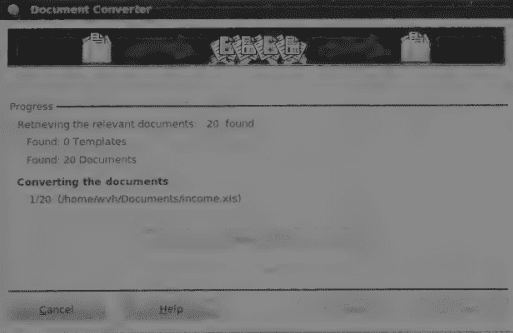 Document Converter
Progress
Retrieving the relevant documents: 20 found
Found: 0 Templates
Found: 20 Documents
Converting the documents
1/20 (/home/wvh/Documents/income.xls)
Cancel Help